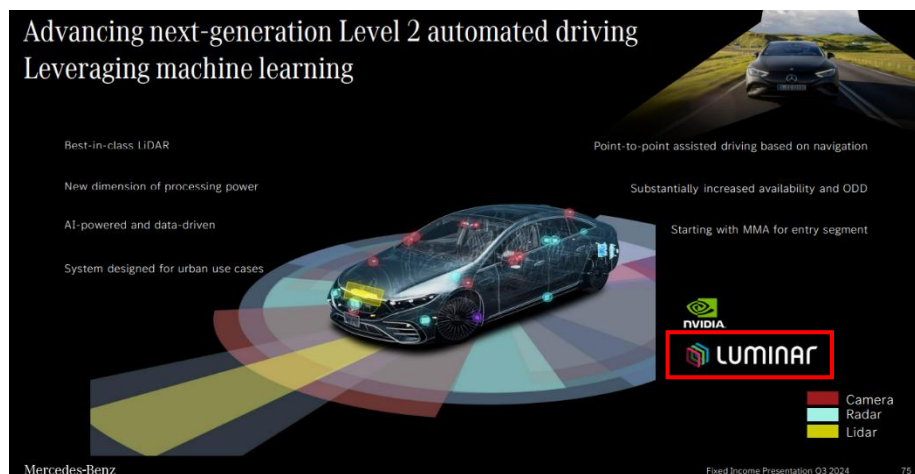 Advancing next-generation Level 2 automated driving
Leveraging machine learning
Best-in-class LiDAR
New dimension of processing power
AI-powered and data-driven
System designed for urban use cases
Point-to-point assisted driving based on navigation
Substantially increased availability and ODD
Starting with MMA for entry segment
NVIDIA
LUMINAR
Camera
Radar
Lidar
Mercedes-Benz
Fixed Income Presentation Q3 2024
75